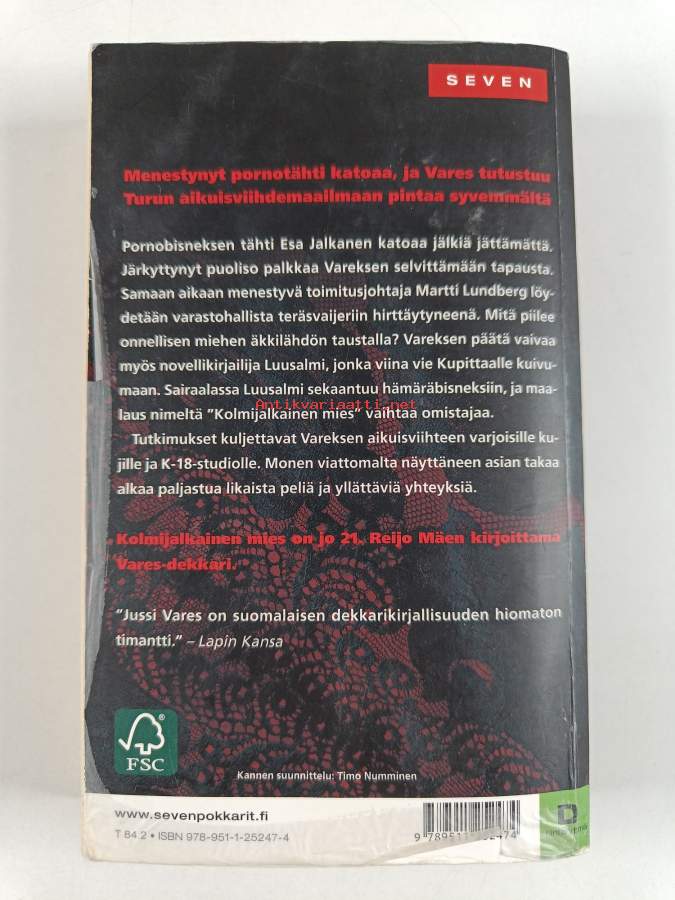 SEVEN
Menestynyt pornotähti katoaa, ja Vares tutustuu
Turun aikuisviihdemaailmaan pintaa syvemmältä
Pornobisneksen tähti Esa Jalkanen katoaa jälkiä jättämättä.
Järkyttynyt puoliso palkkaa Vareksen selvittämään tapausta.
Samaan aikaan menestyvä toimitusjohtaja Martti Lundberg löy-
detään varastohallista teräsvaijeriin hirttäytyneenä. Mitä piilee
onnellisen miehen äkkilähdön taustalla? Vareksen päätä vaivaa
myös novellikirjailija Luusalmi, jonka viina vie Kupittaalle kuivu-
maan. Sairaalassa Luusalmi sekaantuu hämäräbisneksiin, ja maa-
laus nimeltä "Kolmijalkainen mies" vaihtaa omistajaa.
Antikvariaatti.net
Tutkimukset kuljettavat Vareksen aikuisviihteen varjoisille ku-
jille ja K-18-studiolle. Monen viattomalta näyttäneen asian takaa
alkaa paljastua likaista peliä ja yllättäviä yhteyksiä.
Kolmijalkainen mies on jo 21. Reijo Mäen kirjoittama
Vares-dekkari.
"Jussi Vares on suomalaisen dekkarikirjallisuuden hiomaton
timantti." – Lapin Kansa
FSC
Kannen suunnittelu: Timo Numminen
www.sevenpokkarit.fi
T 84.2 • ISBN 978-951-1-25247-4